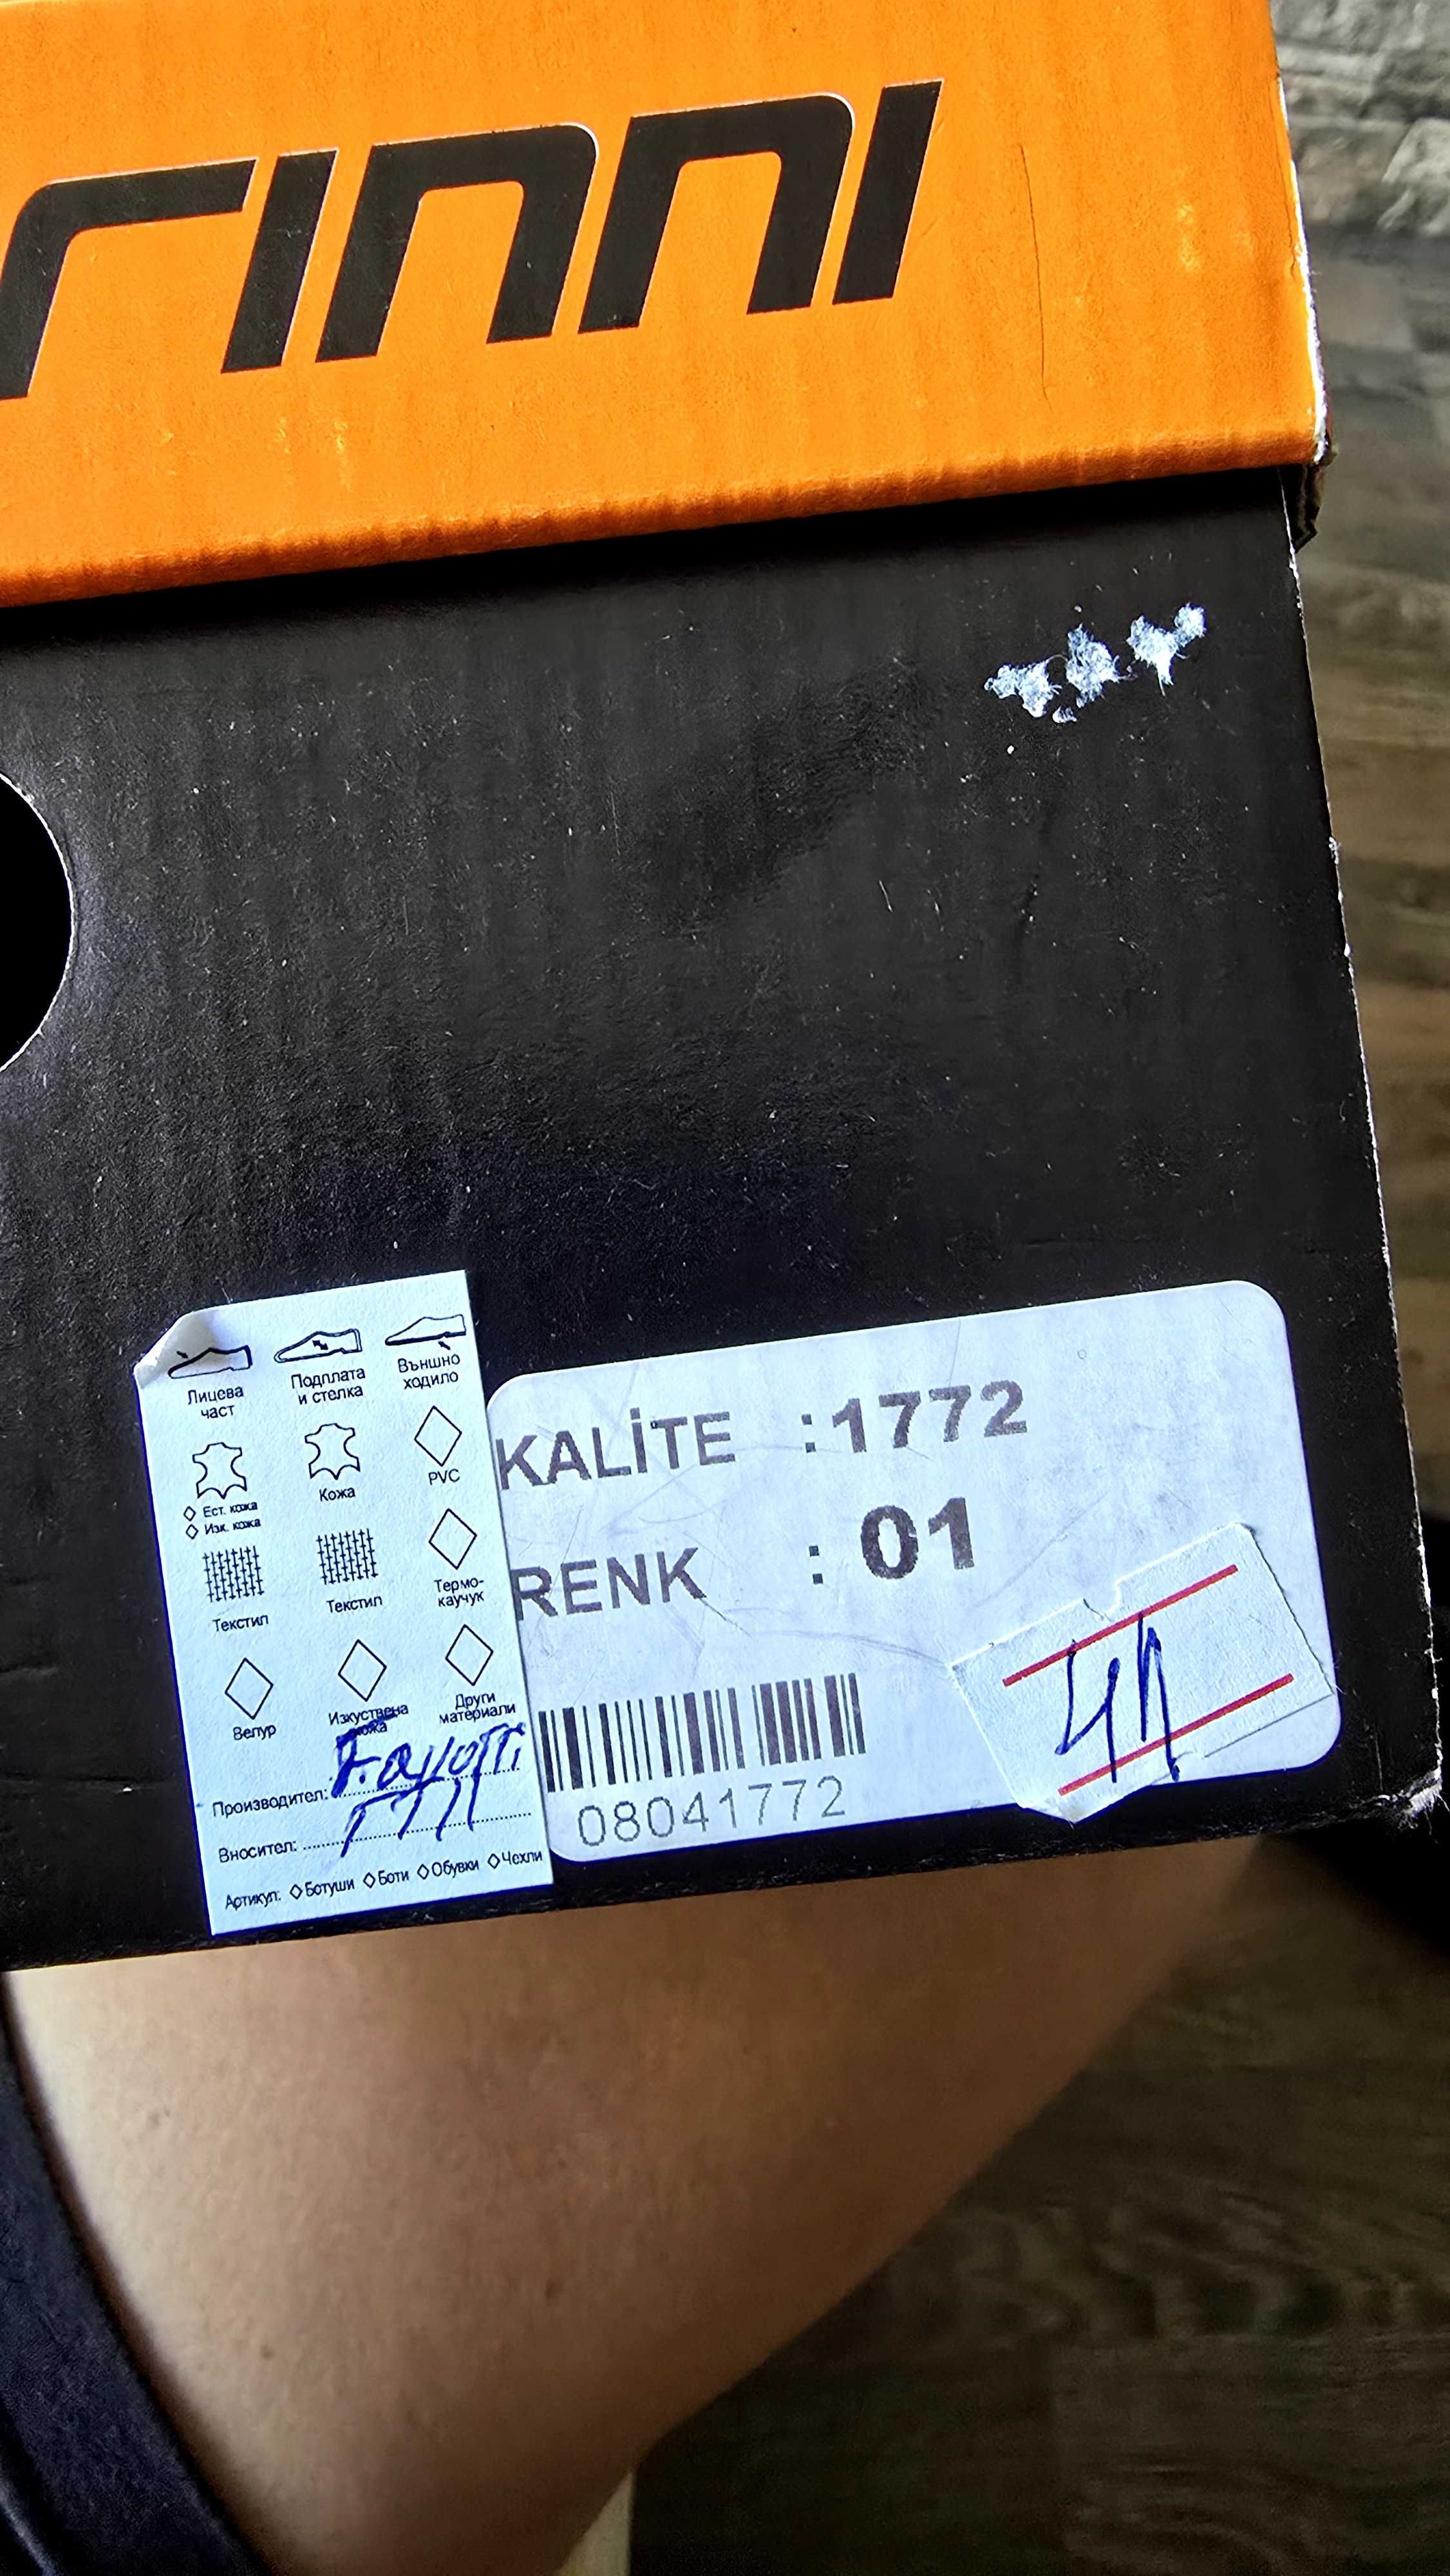 rinni
Лицева част
Подплата и стелка
Външно ходило
Ест. кожа
Изк. кожа
Кожа
PVC
Текстил
Текстил
Термо-каучук
Велур
Изкуствена кожа
Други материали
Производител:
Вносител:
Артикул: Ботуши Боти Обувки Чехли
KALİTE :1772
RENK : 01
08041772
41